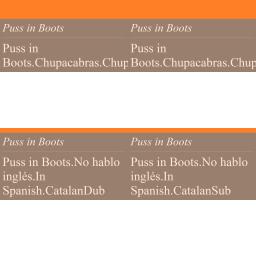 Puss in Boots
Puss in Boots
Puss in
Puss in
Boots.Chupacabras.Chup
Boots.Chupacabras.Chup
Puss in Boots
Puss in Boots
Puss in Boots.No hablo
inglés.In
Spanish.CatalanDub
Puss in Boots.No hablo
inglés.In
Spanish.CatalanSub